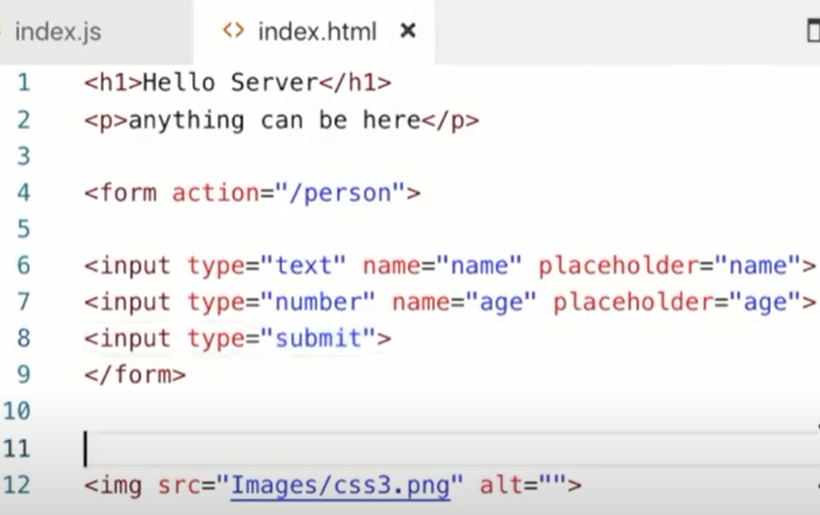 index.js <> index.html ×
1 <h1>Hello Server</h1>
2 <p>anything can be here</p>
3
4 <form action="/person">
5
6 <input type="text" name="name" placeholder="name">
7 <input type="number" name="age" placeholder="age">
8 <input type="submit">
9 </form>
10
11
12 <img src="Images/css3.png" alt="">